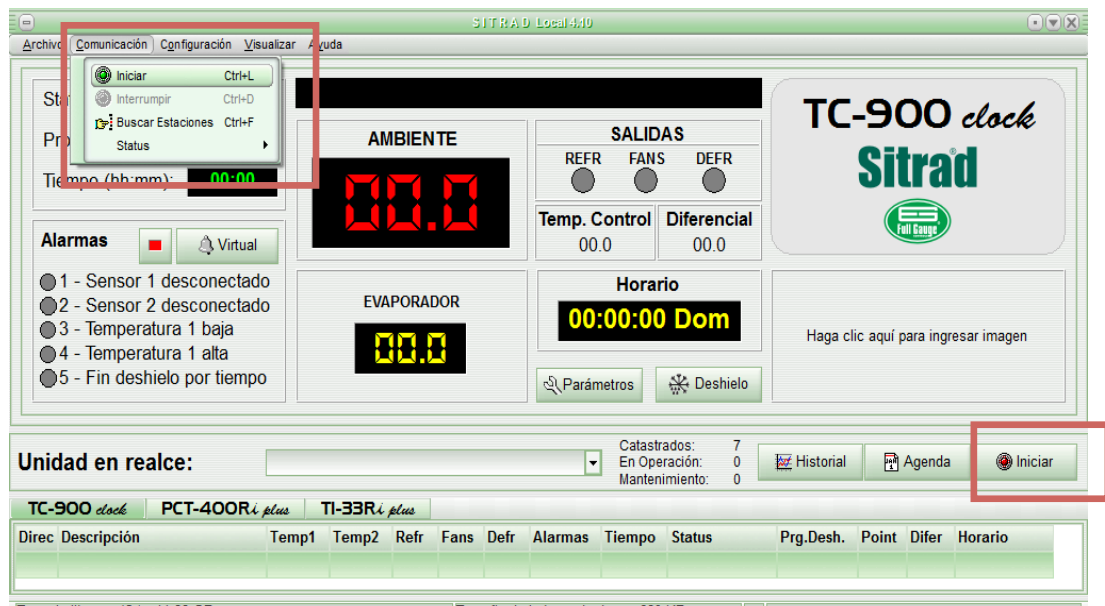 SITRAD Local 4.10
Archivo Comunicación Configuración Visualizar Ayuda
Iniciar Ctrl+L
Interrumpir Ctrl+D
Buscar Estaciones Ctrl+F
Status
Tiempo (hh:mm): 00:00
Alarmas
Virtual
1 - Sensor 1 desconectado
2 - Sensor 2 desconectado
3 - Temperatura 1 baja
4 - Temperatura 1 alta
5 - Fin deshielo por tiempo
AMBIENTE
00.0
EVAPORADOR
00.0
SALIDAS
REFR FANS DEFR
Temp. Control Diferencial
00.0 00.0
Horario
00:00:00 Dom
Parámetros Deshielo
TC-900 clock
Sitrad
Full Gauge
Haga clic aquí para ingresar imagen
Unidad en realce:
Catastrados: 7
En Operación: 0
Mantenimiento: 0
Historial Agenda Iniciar
TC-900 clock PCT-400Ri plus TI-33Ri plus
Direc Descripción Temp1 Temp2 Refr Fans Defr Alarmas Tiempo Status Prg.Desh. Point Difer Horario